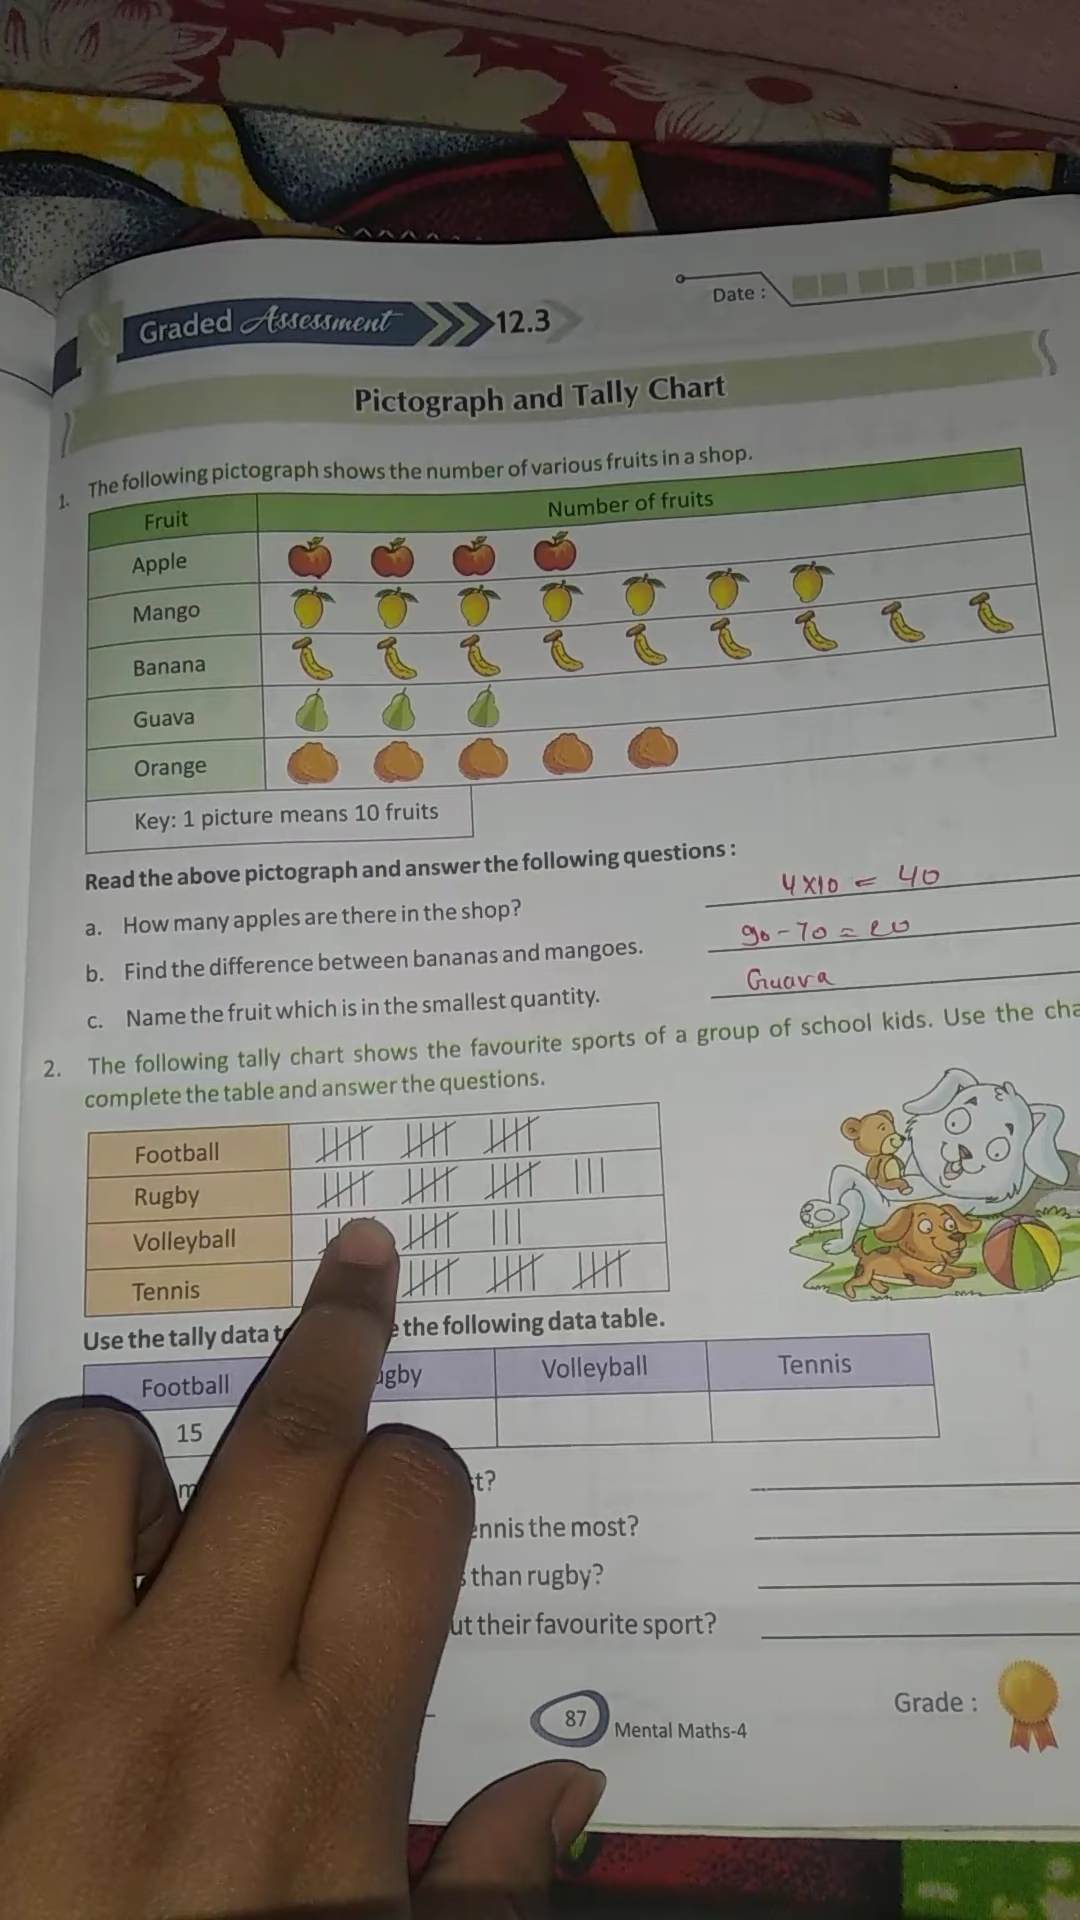 Date :
Graded Assessment 12.3
Pictograph and Tally Chart
1. The following pictograph shows the number of various fruits in a shop.
Fruit Number of fruits
Apple
Mango
Banana
Guava
Orange
Key: 1 picture means 10 fruits
Read the above pictograph and answer the following questions :
a. How many apples are there in the shop? 4x10 = 40
b. Find the difference between bananas and mangoes. 90-70=20
c. Name the fruit which is in the smallest quantity. Guava
2. The following tally chart shows the favourite sports of a group of school kids. Use the
complete the table and answer the questions.
Football
Rugby
Volleyball
Tennis
Use the tally data the following data table.
Football Volleyball Tennis
15
the most?
than rugby?
their favourite sport?
87 Mental Maths-4
Grade :